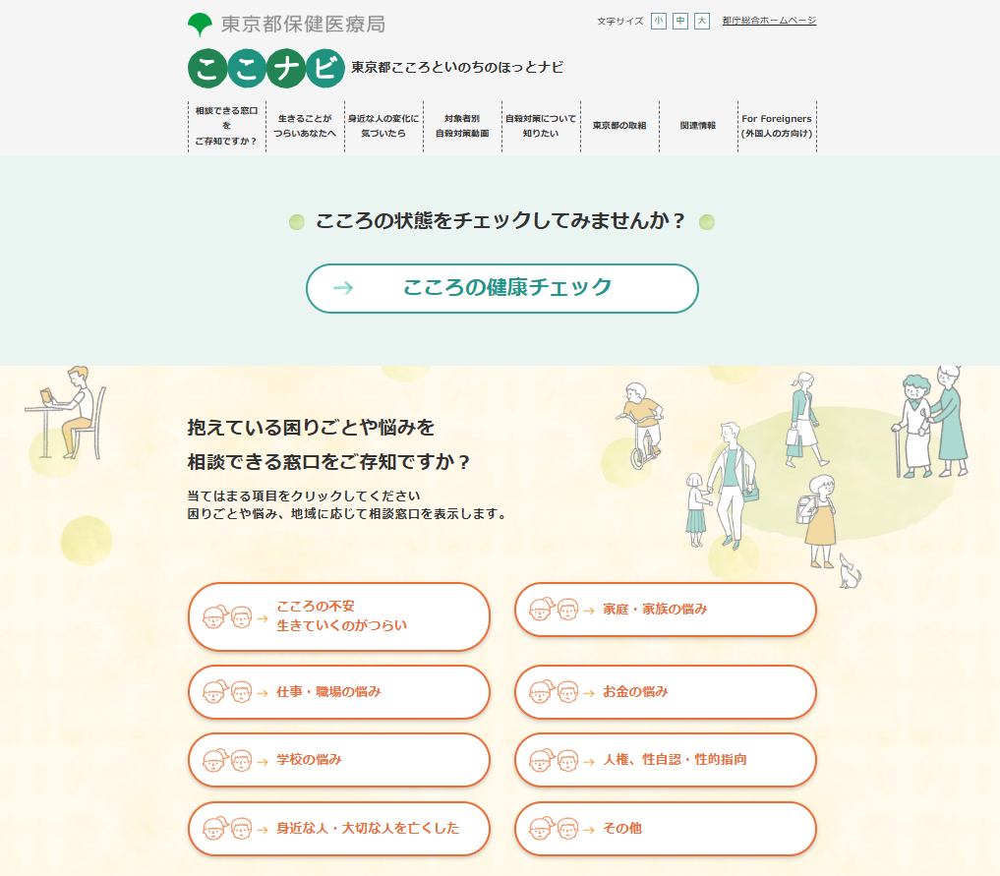 東京都保健医療局
文字サイズ 小 中 大 都庁総合ホームページ
ここナビ 東京都こころといのちのほっとナビ
相談できる窓口
を
ご存知ですか？
生きることが
つらいあなたへ
身近な人の変化に
気づいたら
対象者別
自殺対策動画
自殺対策について
知りたい
東京都の取組
関連情報
For Foreigners
(外国人の方向け)
こころの状態をチェックしてみませんか？
→ こころの健康チェック
抱えている困りごとや悩みを
相談できる窓口をご存知ですか？
当てはまる項目をクリックしてください
困りごとや悩み、地域に応じて相談窓口を表示します。
→ こころの不安
生きていくのがつらい
→ 家庭・家族の悩み
→ 仕事・職場の悩み
→ お金の悩み
→ 学校の悩み
→ 人権、性自認・性的指向
→ 身近な人・大切な人を亡くした
→ その他